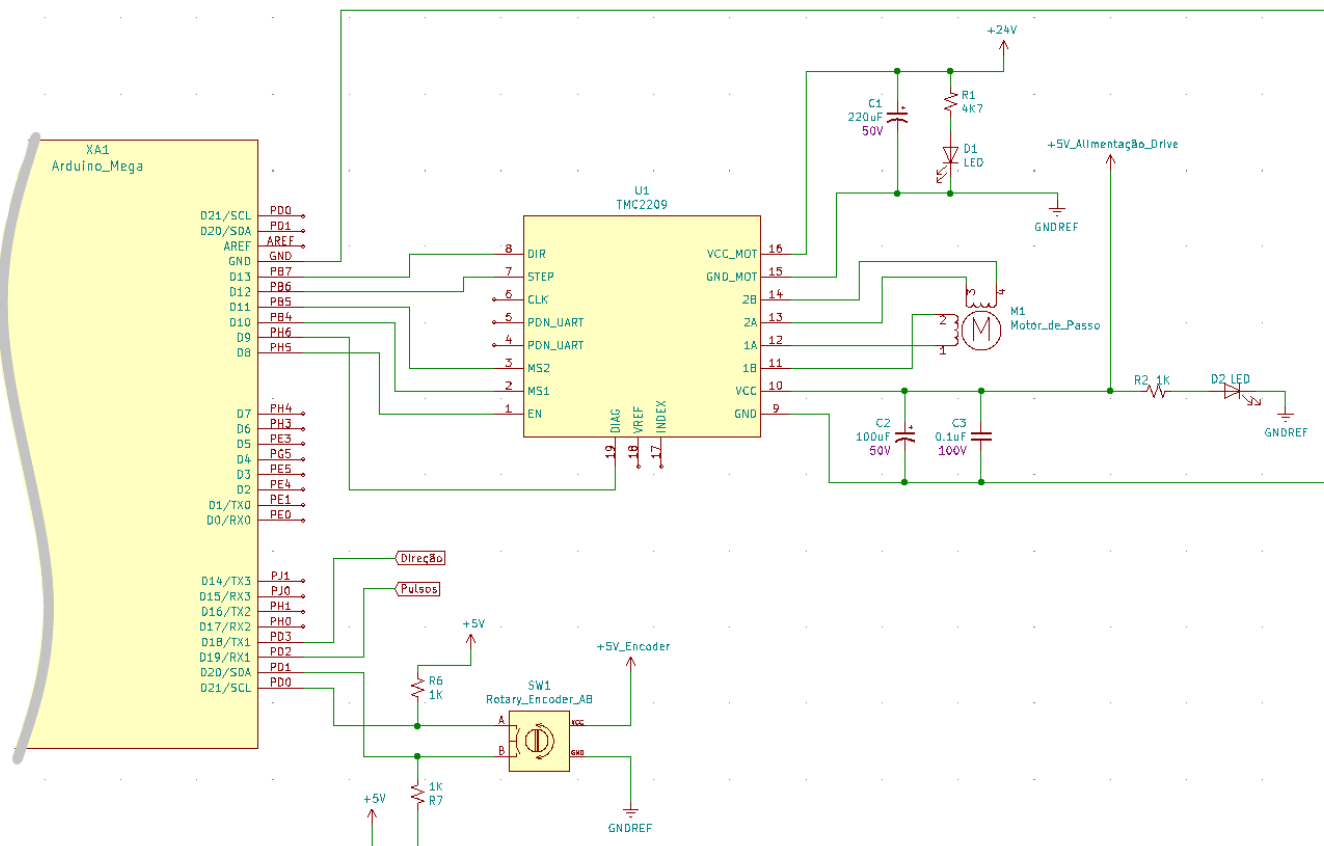 +24V
C1
220uF
50V
R1
4K7
D1
LED
GNDREF
+5V_Alimentação_Drive
XA1
Arduino_Mega
D21/SCL PD0
D20/SDA PD1
AREF AREF
GND GND
D13 PB7
D12 PB6
D11 PB5
D10 PB4
D9 PH6
D8 PH5
D7 PH4
D6 PH3
D5 PE3
D4 PG5
D3 PE5
D2 PE4
D1/TX0 PE1
D0/RX0 PE0
D14/TX3 PJ1
D15/RX3 PJ0
D16/TX2 PH1
D17/RX2 PH0
D18/TX1 PD3
D19/RX1 PD2
D20/SDA PD1
D21/SCL PD0
U1
TMC2209
8 DIR
7 STEP
6 CLK
5 PDN_UART
4 PDN_UART
3 MS2
2 MS1
1 EN
VCC_MOT 16
GND_MOT 15
2B 14
2A 13
1A 12
1B 11
VCC 10
GND 9
DIAG 19
VREF 18
INDEX 17
3 4
2
1
M
M1
Motor_de_Passo
R2 1K
D2 LED
GNDREF
C2
100uF
50V
C3
0.1uF
100V
Direção
Pulsos
+5V
R6
1K
+5V_Encoder
SW1
Rotary_Encoder_AB
A
B
VCC
GND
1K
R7
+5V
GNDREF